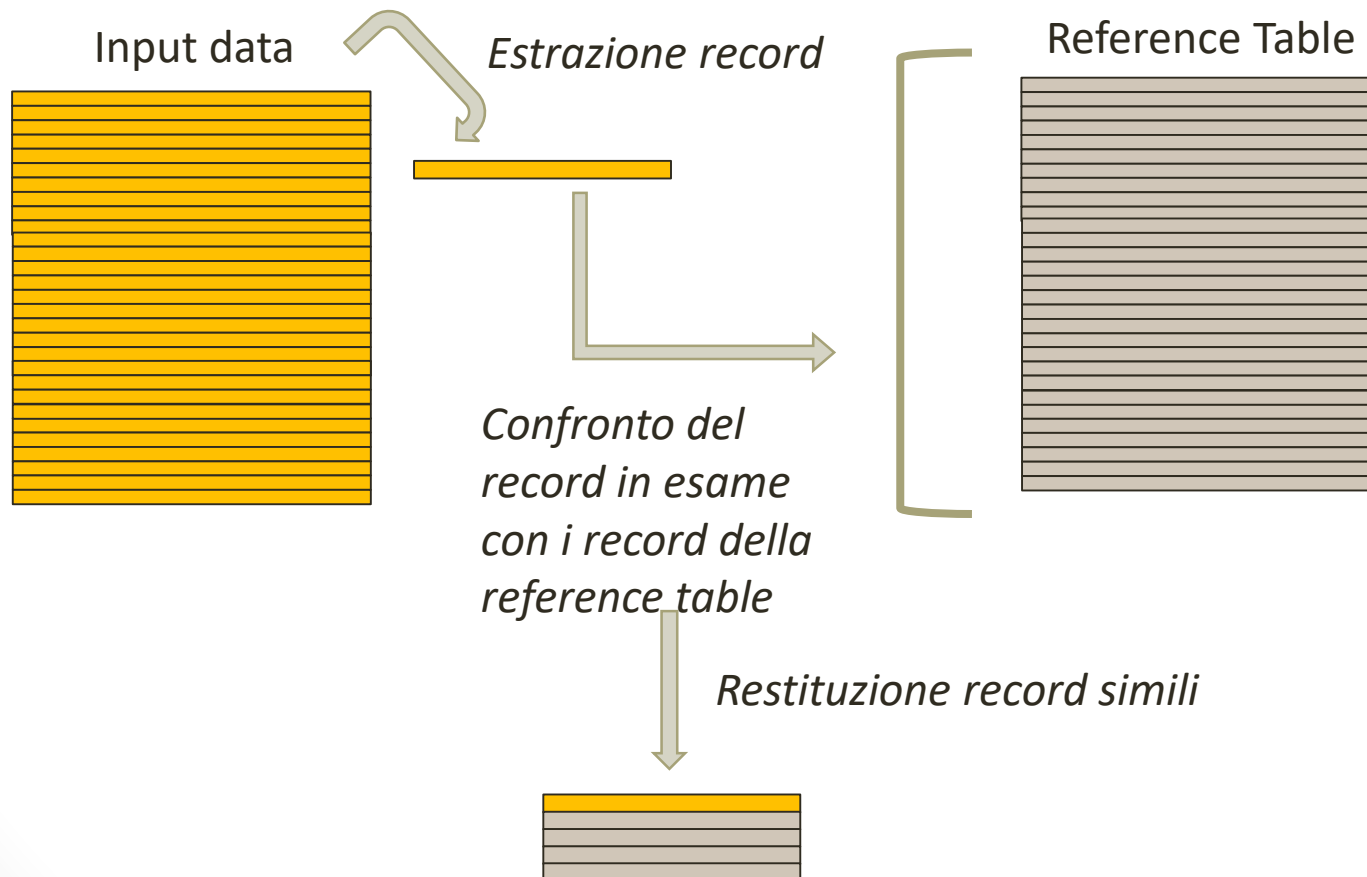 Input data
Estrazione record
Reference Table
Confronto del
record in esame
con i record della
reference table
Restituzione record simili